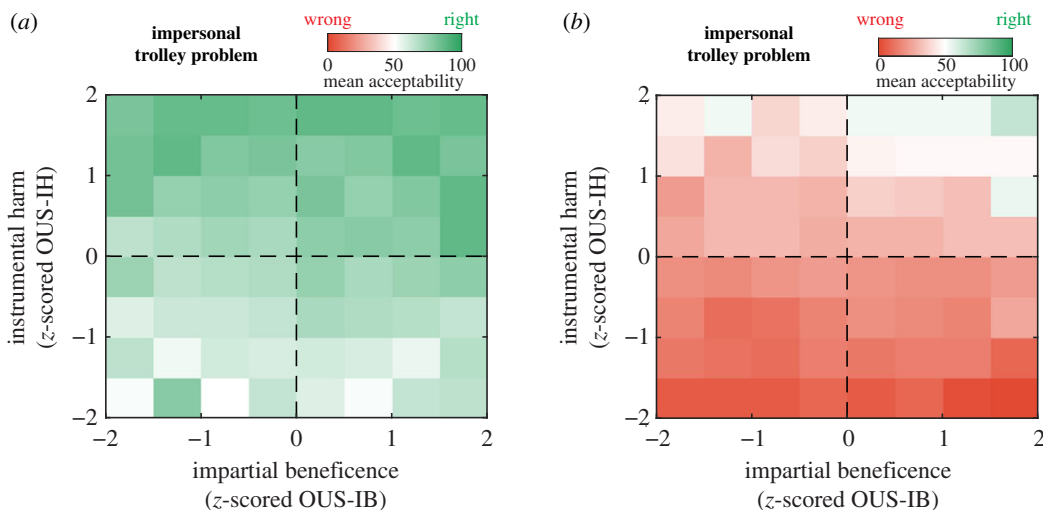 (a)
impersonal
trolley problem
wrong
right
0
50
100
mean acceptability
2
1
0
−1
−2
instrumental harm
(z-scored OUS-IH)
−2
−1
0
1
2
impartial beneficence
(z-scored OUS-IB)
(b)
impersonal
trolley problem
wrong
right
0
50
100
mean acceptability
2
1
0
−1
−2
instrumental harm
(z-scored OUS-IH)
−2
−1
0
1
2
impartial beneficence
(z-scored OUS-IB)